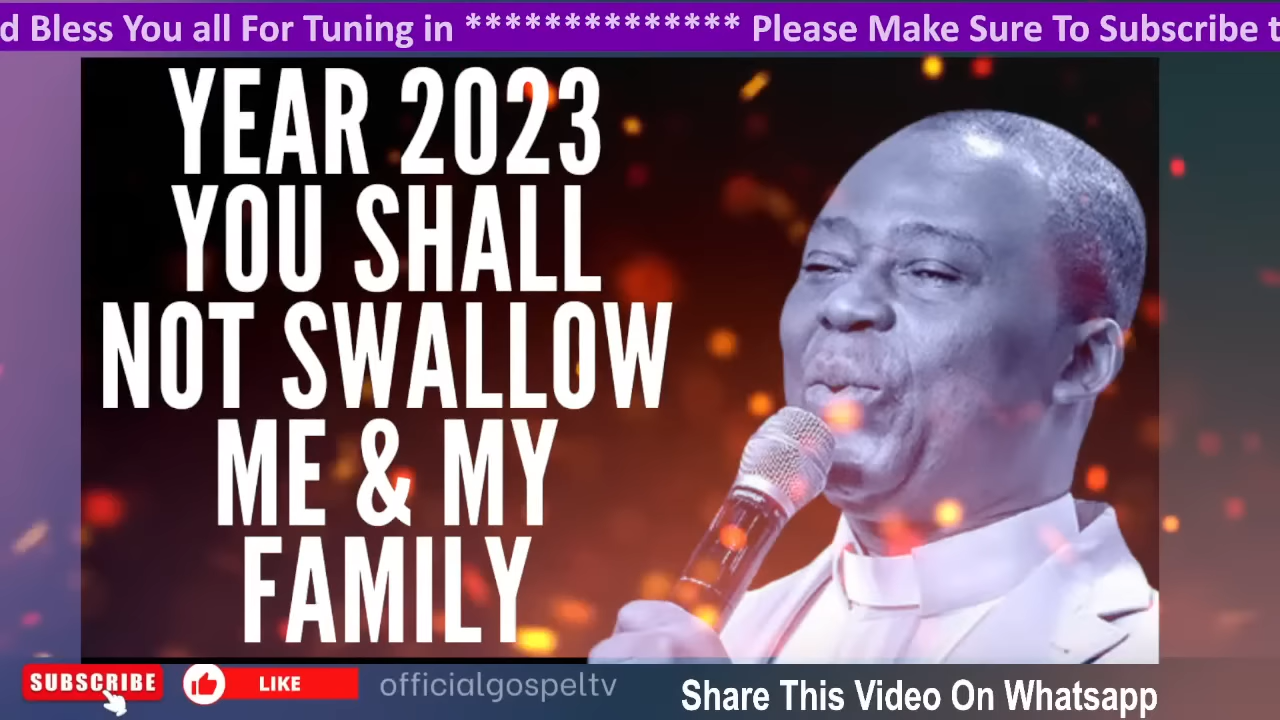 d Bless You all For Tuning in ************** Please Make Sure To Subscribe t
YEAR 2023
YOU SHALL
NOT SWALLOW
ME & MY
FAMILY
SUBSCRIBE
LIKE
officialgospeltv
Share This Video On Whatsapp